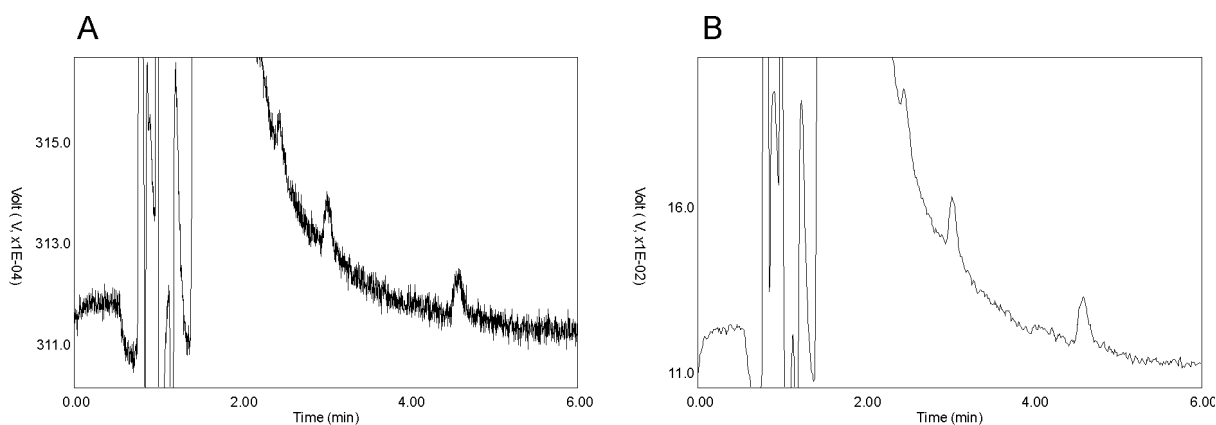 A
B
315.0
313.0
311.0
Volt ( V, x1E-04)
0.00
2.00
4.00
6.00
Time (min)
16.0
11.0
Volt ( V, x1E-02)
0.00
2.00
4.00
6.00
Time (min)